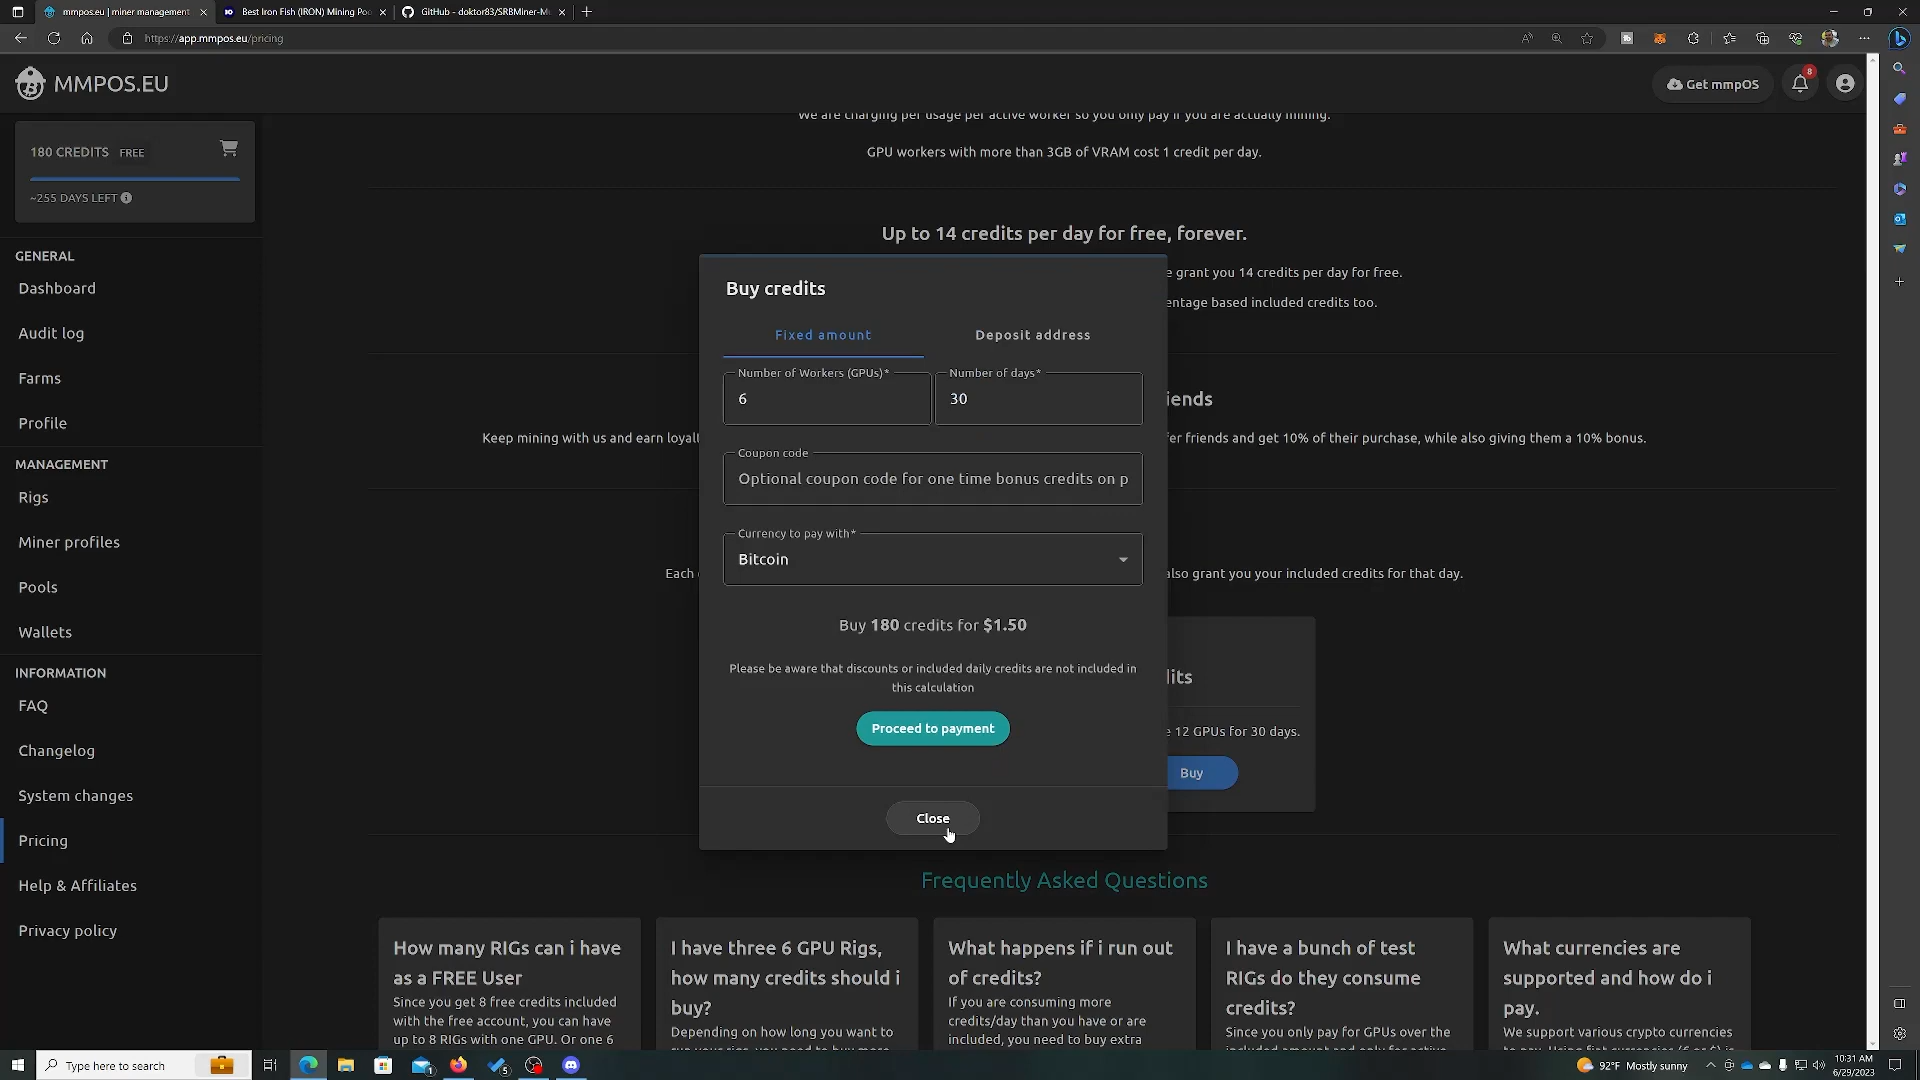 mmpos.eu | miner management
Best Iron Fish (IRON) Mining Poo
GitHub - doktor83/SRBMiner-Mu
https://app.mmpos.eu/pricing
MMPOS.EU
Get mmpOS
8
180 CREDITS FREE
~255 DAYS LEFT
GENERAL
Dashboard
Audit log
Farms
Profile
MANAGEMENT
Rigs
Miner profiles
Pools
Wallets
INFORMATION
FAQ
Changelog
System changes
Pricing
Help & Affiliates
Privacy policy
We are charging per usage per active worker so you only pay if you are actually mining.
GPU workers with more than 3GB of VRAM cost 1 credit per day.
Up to 14 credits per day for free, forever.
e grant you 14 credits per day for free.
entage based included credits too.
iends
Keep mining with us and earn loyalt
er friends and get 10% of their purchase, while also giving them a 10% bonus.
Each
also grant you your included credits for that day.
dits
e 12 GPUs for 30 days.
Buy
Buy credits
Fixed amount
Deposit address
Number of Workers (GPUs)*
6
Number of days*
30
Coupon code
Optional coupon code for one time bonus credits on p
Currency to pay with*
Bitcoin
Buy 180 credits for $1.50
Please be aware that discounts or included daily credits are not included in
this calculation
Proceed to payment
Close
Frequently Asked Questions
How many RIGs can i have
as a FREE User
Since you get 8 free credits included
with the free account, you can have
up to 8 RIGs with one GPU. Or one 6
I have three 6 GPU Rigs,
how many credits should i
buy?
Depending on how long you want to
What happens if i run out
of credits?
If you are consuming more
credits/day than you have or are
included, you need to buy extra
I have a bunch of test
RIGs do they consume
credits?
Since you only pay for GPUs over the
What currencies are
supported and how do i
pay.
We support various crypto currencies
Type here to search
1
5
92°F Mostly sunny
10:31 AM
6/29/2023